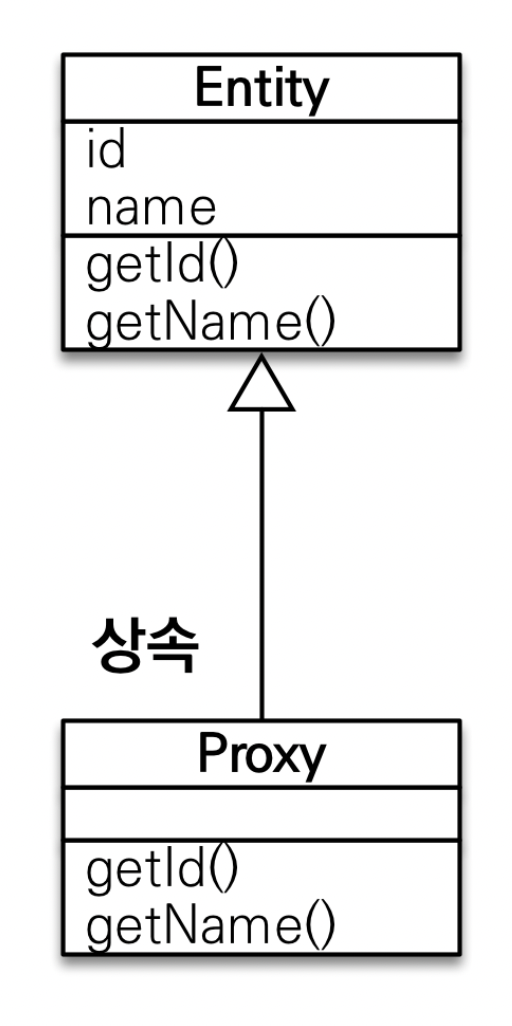 Entity
id
name
getId()
getName()
상속
Proxy
getId()
getName()